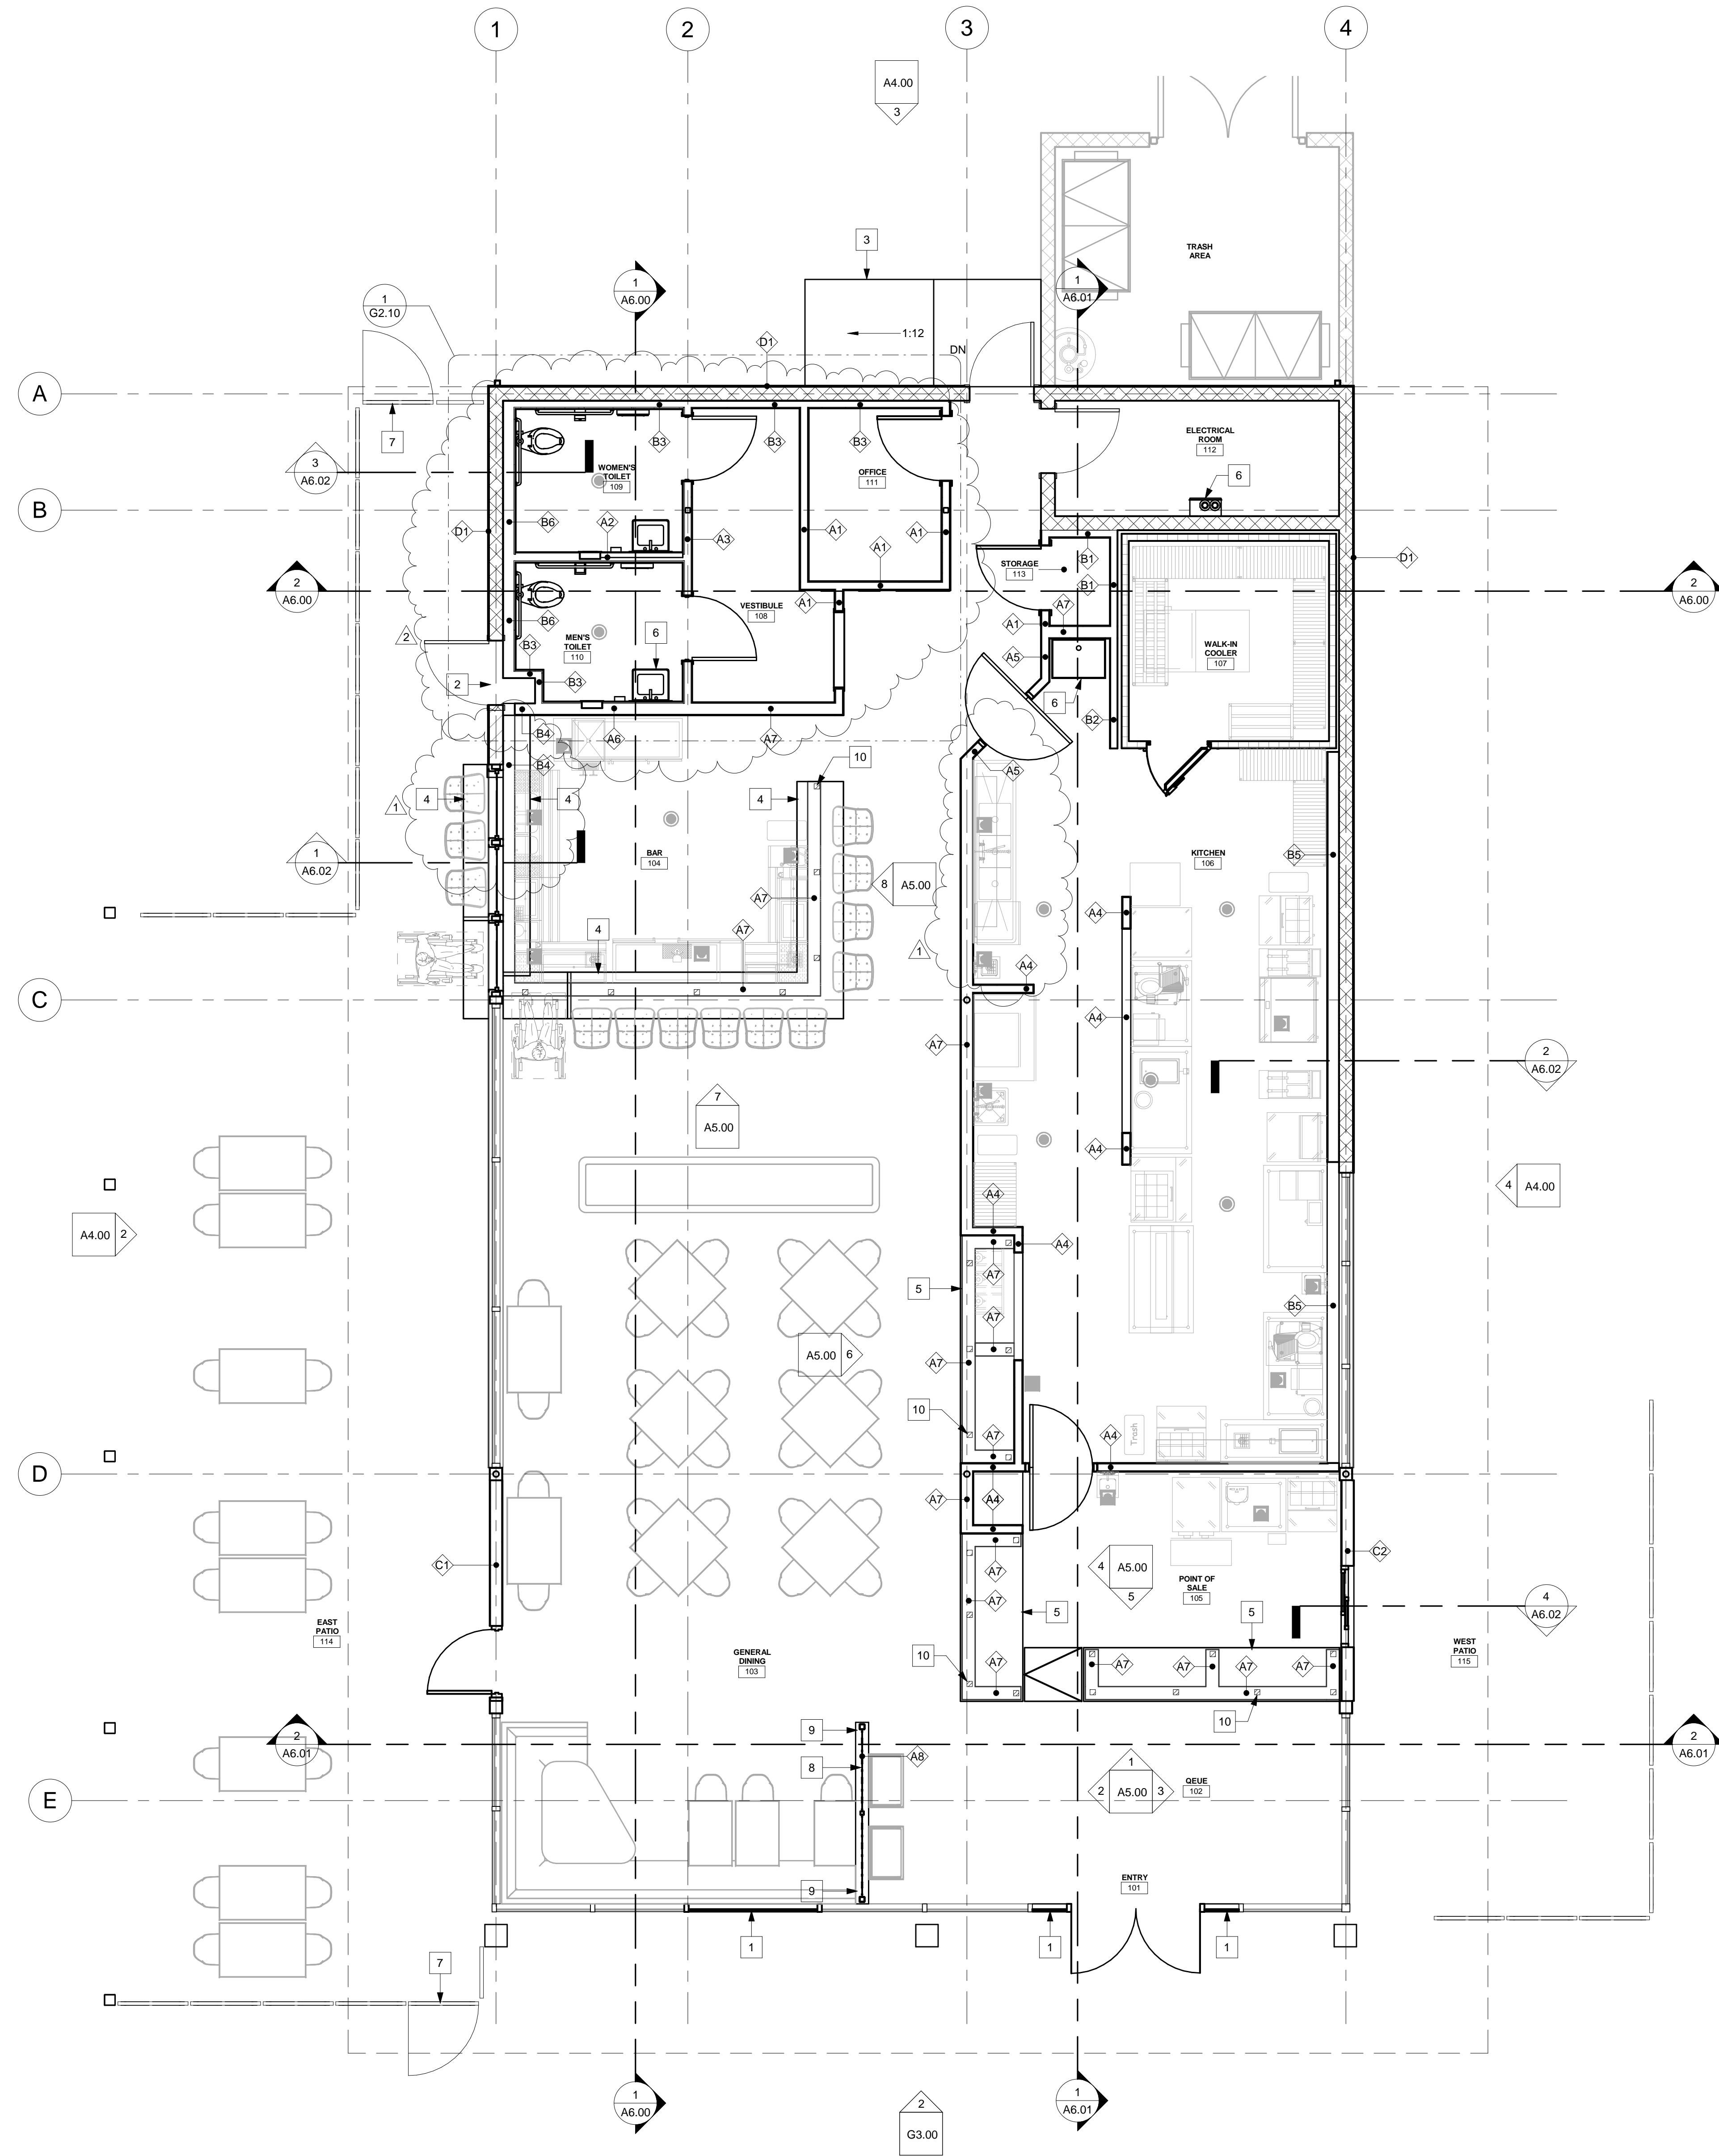 1
2
3
4
A4.00
3
TRASH
AREA
3
1
A6.00
1
A6.01
1
G2.10
1:12
DN
D1
A
7
B3
B3
B3
ELECTRICAL
ROOM
112
3
A6.02
WOMEN'S
TOILET
109
OFFICE
111
6
B
D1
B6
A2
A3
A1
A1
A1
B1
D1
STORAGE
113
B1
2
A6.00
A7
2
A6.00
A1
VESTIBULE
108
B6
A1
2
MEN'S
TOILET
110
6
B3
WALK-IN
COOLER
107
A5
2
B3
6
B2
B4
A6
A7
10
A5
B4
4
4
4
1
1
A6.02
BAR
104
KITCHEN
106
B5
8
A5.00
A7
A4
A7
4
1
A4
C
A4
A7
2
A6.02
7
A5.00
A4
4
A4.00
A4
A4.00
2
A4
A7
5
B5
A7
A5.00
6
A7
10
Trash
A7
A4
D
A7
A4
C1
C2
4
A5.00
5
A7
POINT OF
SALE
105
A7
4
A6.02
5
5
EAST
PATIO
114
GENERAL
DINING
103
WEST
PATIO
115
10
A7
A7
A7
A7
A7
10
2
A6.01
9
A8
2
A6.01
8
1
2
A5.00
3
QEUE
102
E
9
ENTRY
101
1
1
1
7
1
A6.00
1
A6.01
2
G3.00